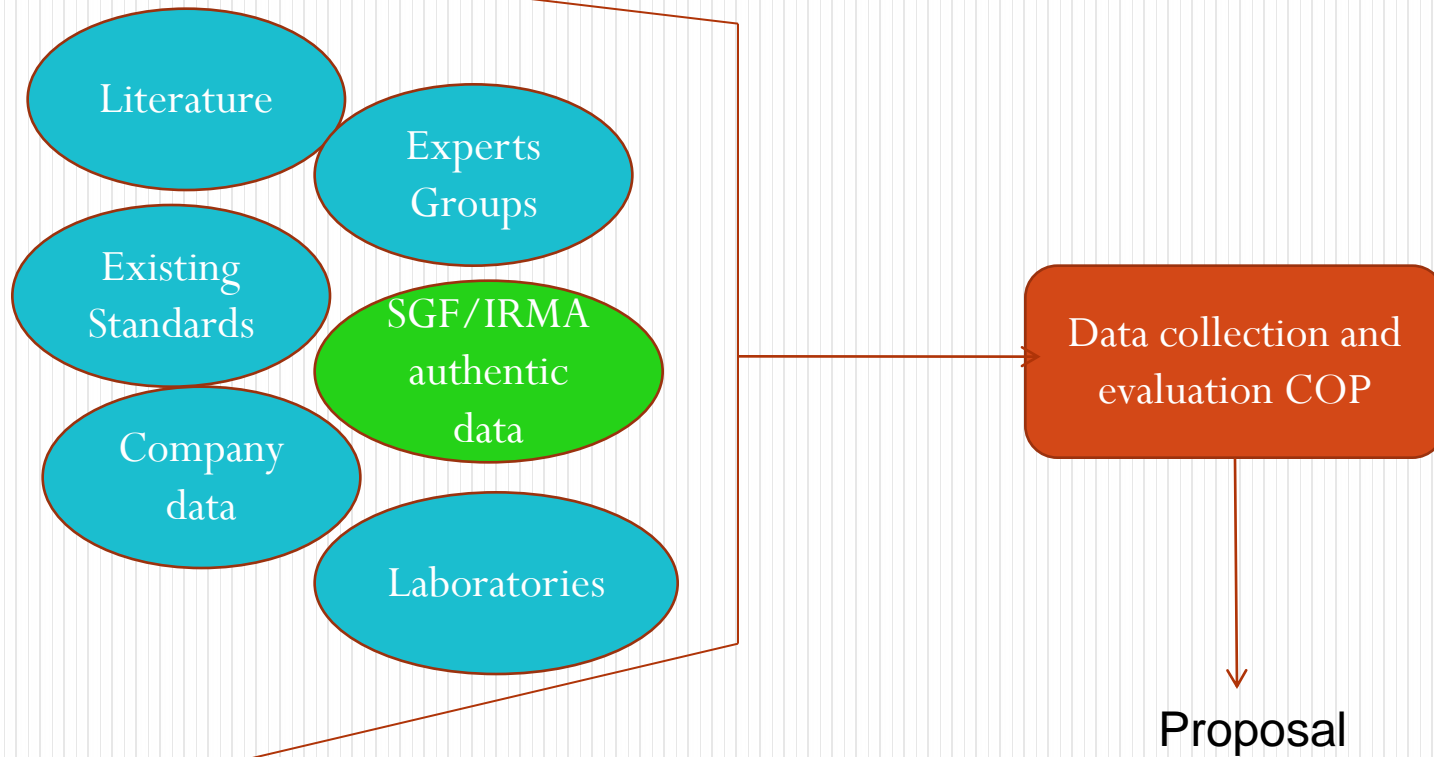 Literature
Experts
Groups
Existing
Standards
SGF/IRMA
authentic
data
Company
data
Laboratories
Data collection and
evaluation COP
Proposal